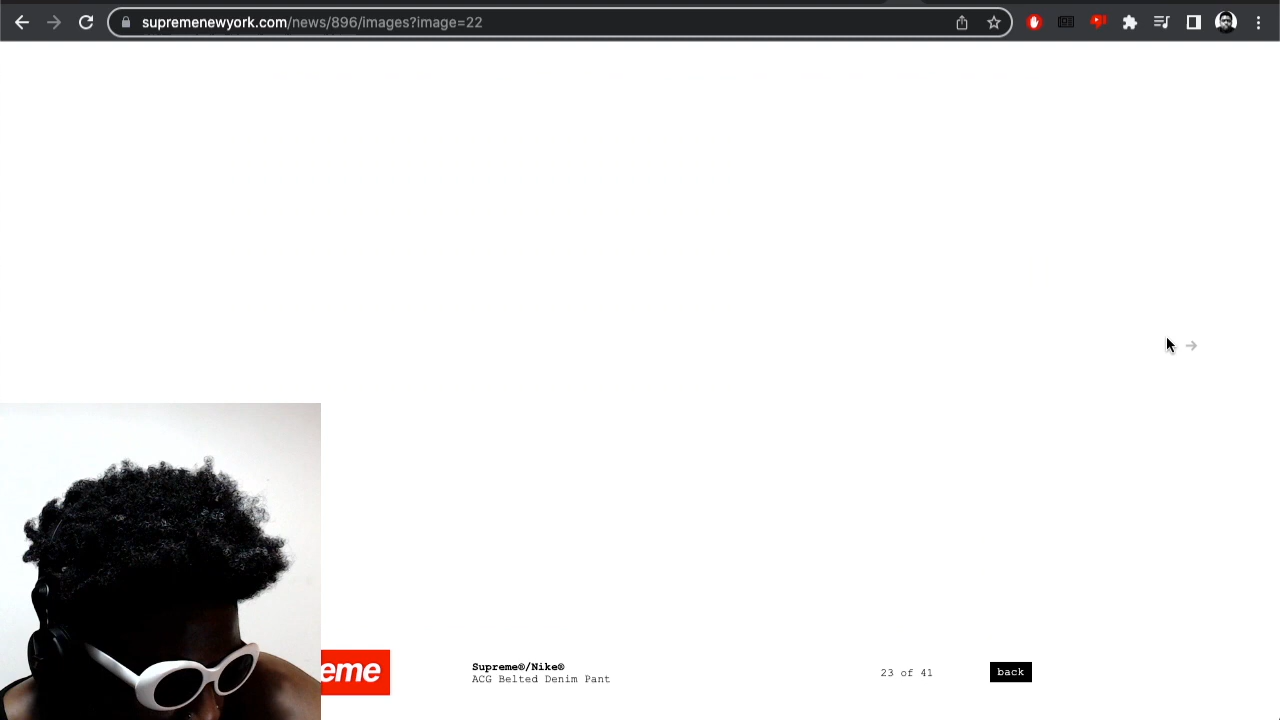 supremenewyork.com/news/896/images?image=22
eme
Supreme®/Nike®
ACG Belted Denim Pant
23 of 41
back